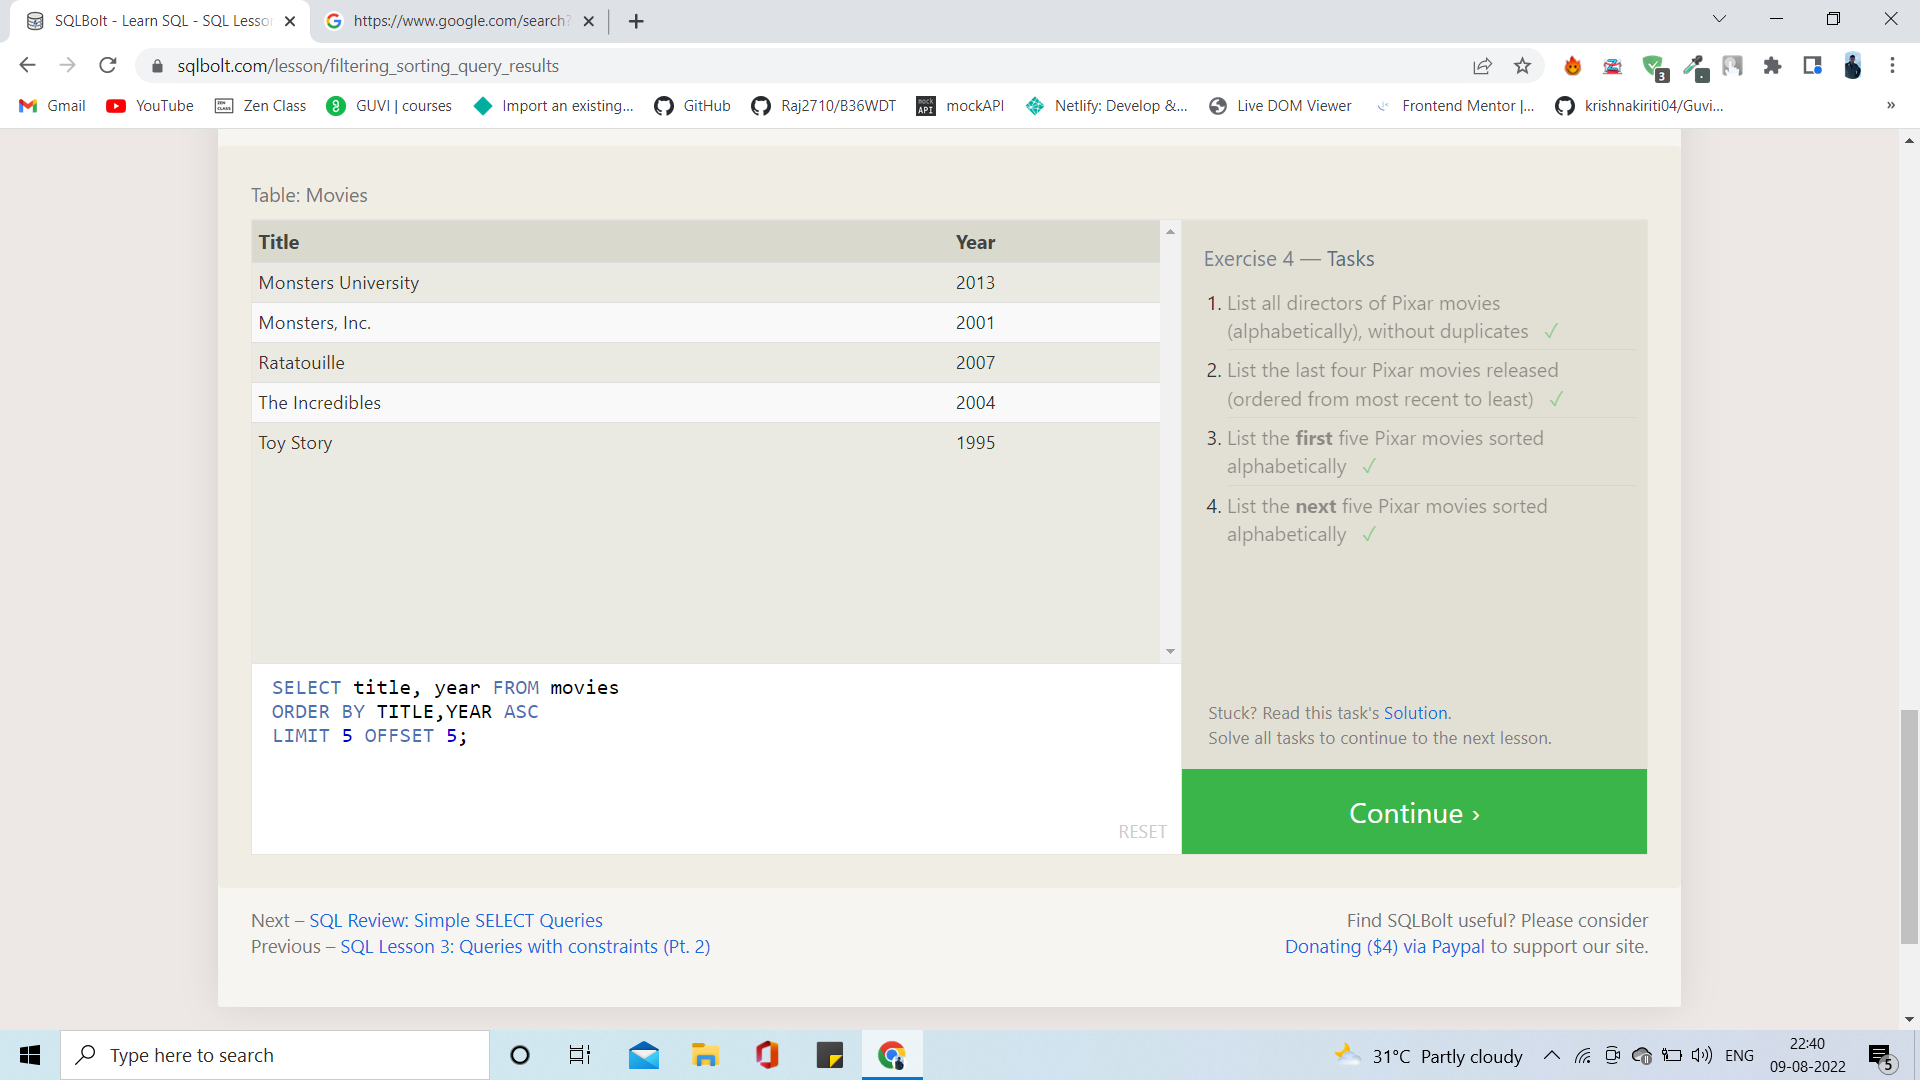 SQLBolt - Learn SQL - SQL Lesson
https://www.google.com/search?
sqlbolt.com/lesson/filtering_sorting_query_results
3
Gmail
YouTube
Zen Class
GUVI | courses
Import an existing...
GitHub
Raj2710/B36WDT
mock API
mockAPI
Netlify: Develop &...
Live DOM Viewer
Frontend Mentor |...
krishnakiriti04/Guvi...
»
Table: Movies
Title Year
Monsters University 2013
Monsters, Inc. 2001
Ratatouille 2007
The Incredibles 2004
Toy Story 1995
SELECT title, year FROM movies
ORDER BY TITLE,YEAR ASC
LIMIT 5 OFFSET 5;
RESET
Exercise 4 — Tasks
1. List all directors of Pixar movies
(alphabetically), without duplicates ✓
2. List the last four Pixar movies released
(ordered from most recent to least) ✓
3. List the first five Pixar movies sorted
alphabetically ✓
4. List the next five Pixar movies sorted
alphabetically ✓
Stuck? Read this task's Solution.
Solve all tasks to continue to the next lesson.
Continue ›
Next – SQL Review: Simple SELECT Queries
Previous – SQL Lesson 3: Queries with constraints (Pt. 2)
Find SQLBolt useful? Please consider
Donating ($4) via Paypal to support our site.
Type here to search
31°C Partly cloudy
ENG
22:40
09-08-2022
5